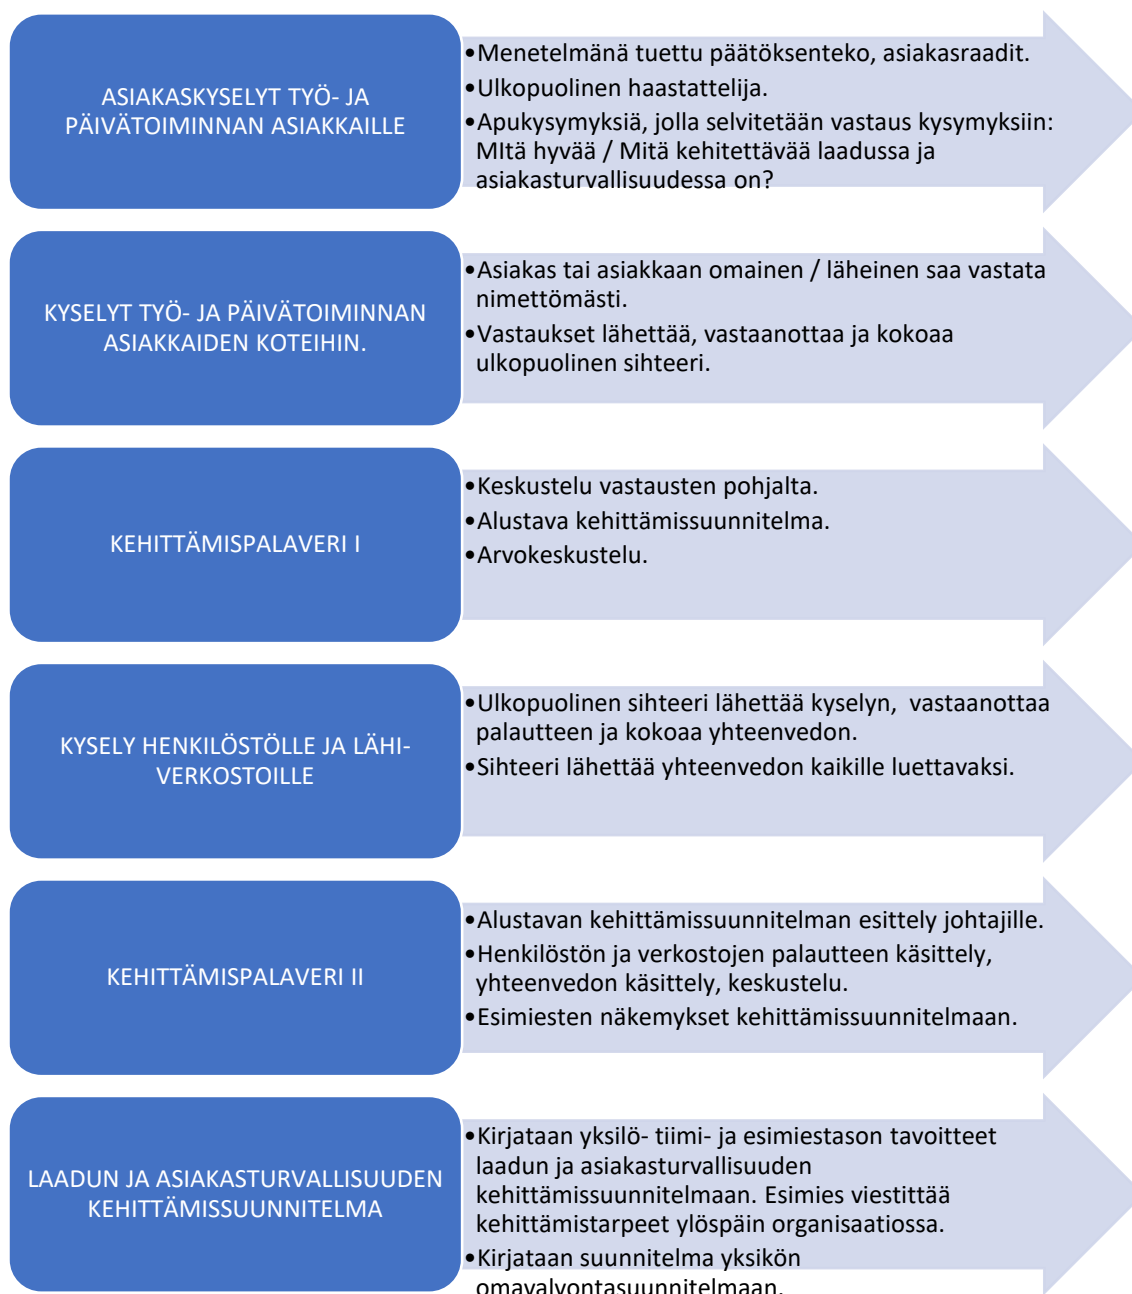 ASIAKASKYSELYT TYÖ- JA
PÄIVÄTOIMINNAN ASIAKKAILLE
•Menetelmänä tuettu päätöksenteko, asiakasraadit.
•Ulkopuolinen haastattelija.
•Apukysymyksiä, jolla selvitetään vastaus kysymyksiin:
MItä hyvää / Mitä kehitettävää laadussa ja
asiakasturvallisuudessa on?
KYSELYT TYÖ- JA PÄIVÄTOIMINNAN
ASIAKKAIDEN KOTEIHIN.
•Asiakas tai asiakkaan omainen / läheinen saa vastata
nimettömästi.
•Vastaukset lähettää, vastaanottaa ja kokoaa
ulkopuolinen sihteeri.
KEHITTÄMISPALAVERI I
•Keskustelu vastausten pohjalta.
•Alustava kehittämissuunnitelma.
•Arvokeskustelu.
KYSELY HENKILÖSTÖLLE JA LÄHI-
VERKOSTOILLE
•Ulkopuolinen sihteeri lähettää kyselyn, vastaanottaa
palautteen ja kokoaa yhteenvedon.
•Sihteeri lähettää yhteenvedon kaikille luettavaksi.
KEHITTÄMISPALAVERI II
•Alustavan kehittämissuunnitelman esittely johtajille.
•Henkilöstön ja verkostojen palautteen käsittely,
yhteenvedon käsittely, keskustelu.
•Esimiesten näkemykset kehittämissuunnitelmaan.
LAADUN JA ASIAKASTURVALLISUUDEN
KEHITTÄMISSUUNNITELMA
•Kirjataan yksilö- tiimi- ja esimiestason tavoitteet
laadun ja asiakasturvallisuuden
kehittämissuunnitelmaan. Esimies viestittää
kehittämistarpeet ylöspäin organisaatiossa.
•Kirjataan suunnitelma yksikön
omavalvontasuunnitelmaan.